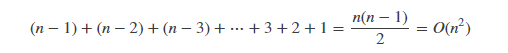 (n − 1) + (n − 2) + (n − 3) + ··· + 3 + 2 + 1 = n(n − 1)/2 = O(n²)